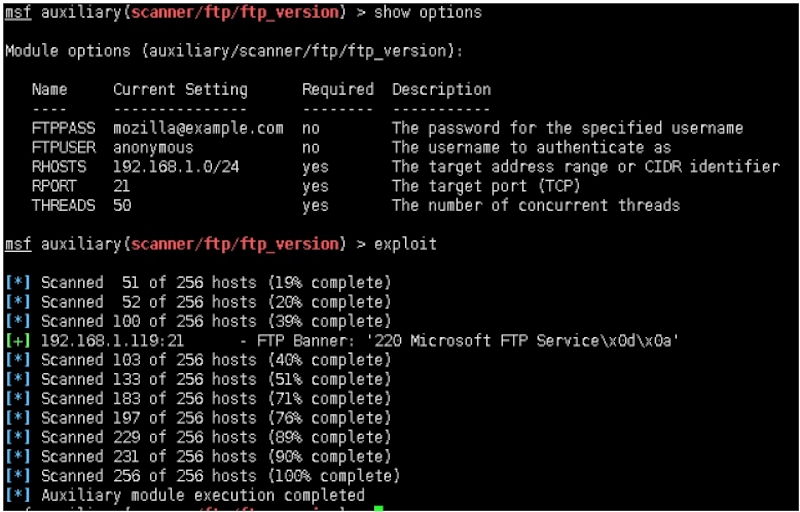 msf auxiliary(scanner/ftp/ftp_version) > show options
Module options (auxiliary/scanner/ftp/ftp_version):
Name Current Setting Required Description
---- --------------- -------- -----------
FTPPASS mozilla@example.com no The password for the specified username
FTPUSER anonymous no The username to authenticate as
RHOSTS 192.168.1.0/24 yes The target address range or CIDR identifier
RPORT 21 yes The target port (TCP)
THREADS 50 yes The number of concurrent threads
msf auxiliary(scanner/ftp/ftp_version) > exploit
[*] Scanned 51 of 256 hosts (19% complete)
[*] Scanned 52 of 256 hosts (20% complete)
[*] Scanned 100 of 256 hosts (39% complete)
[+] 192.168.1.119:21 - FTP Banner: '220 Microsoft FTP Service\x0d\x0a'
[*] Scanned 103 of 256 hosts (40% complete)
[*] Scanned 133 of 256 hosts (51% complete)
[*] Scanned 183 of 256 hosts (71% complete)
[*] Scanned 197 of 256 hosts (76% complete)
[*] Scanned 229 of 256 hosts (89% complete)
[*] Scanned 231 of 256 hosts (90% complete)
[*] Scanned 256 of 256 hosts (100% complete)
[*] Auxiliary module execution completed
msf auxiliary(scanner/ftp/ftp_version) >